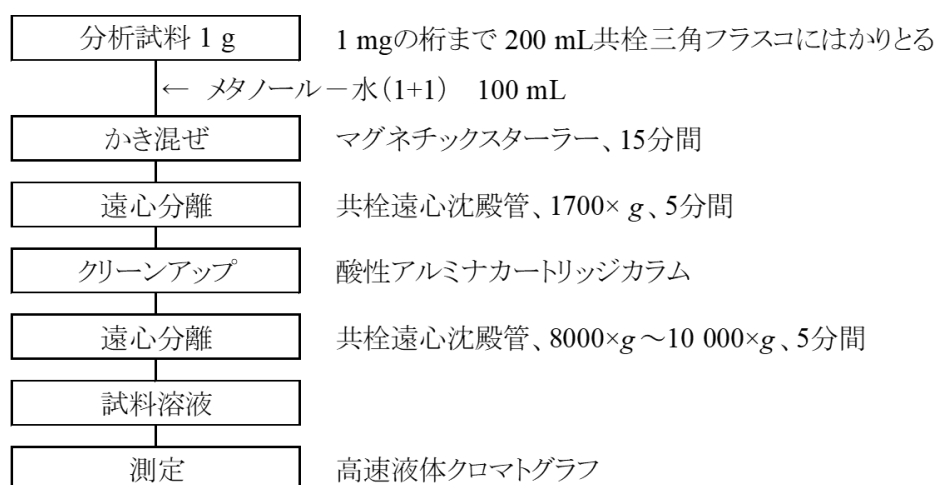 分析試料 1 g 1 mgの桁まで 200 mL共栓三角フラスコにはかりとる
← メタノール－水(1+1) 100 mL
かき混ぜ マグネチックスターラー、15分間
遠心分離 共栓遠心沈殿管、1700× g、5分間
クリーンアップ 酸性アルミナカートリッジカラム
遠心分離 共栓遠心沈殿管、8000×g～10 000×g、5分間
試料溶液
測定 高速液体クロマトグラフ